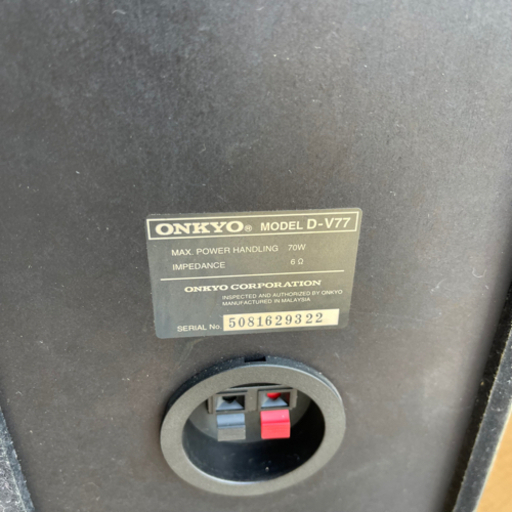 ONKYO® MODEL D-V77
MAX. POWER HANDLING 70W
IMPEDANCE 6 Ω
ONKYO CORPORATION
INSPECTED AND AUTHORIZED BY ONKYO
MANUFACTURED IN MALAYSIA
SERIAL No. 5081629322